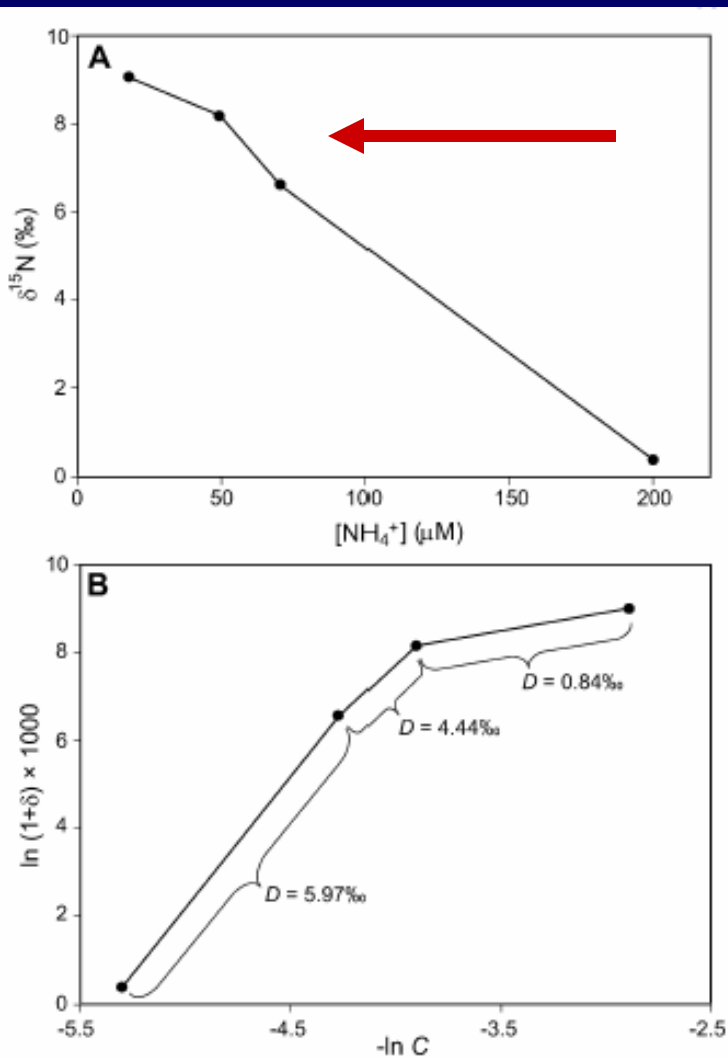 A
10
8
6
4
2
0
δ¹⁵N (‰)
0 50 100 150 200
[NH₄⁺] (μM)
B
10
8
6
4
2
0
ln (1+δ) × 1000
D = 0.84‰
D = 4.44‰
D = 5.97‰
-5.5 -4.5 -3.5 -2.5
-ln C